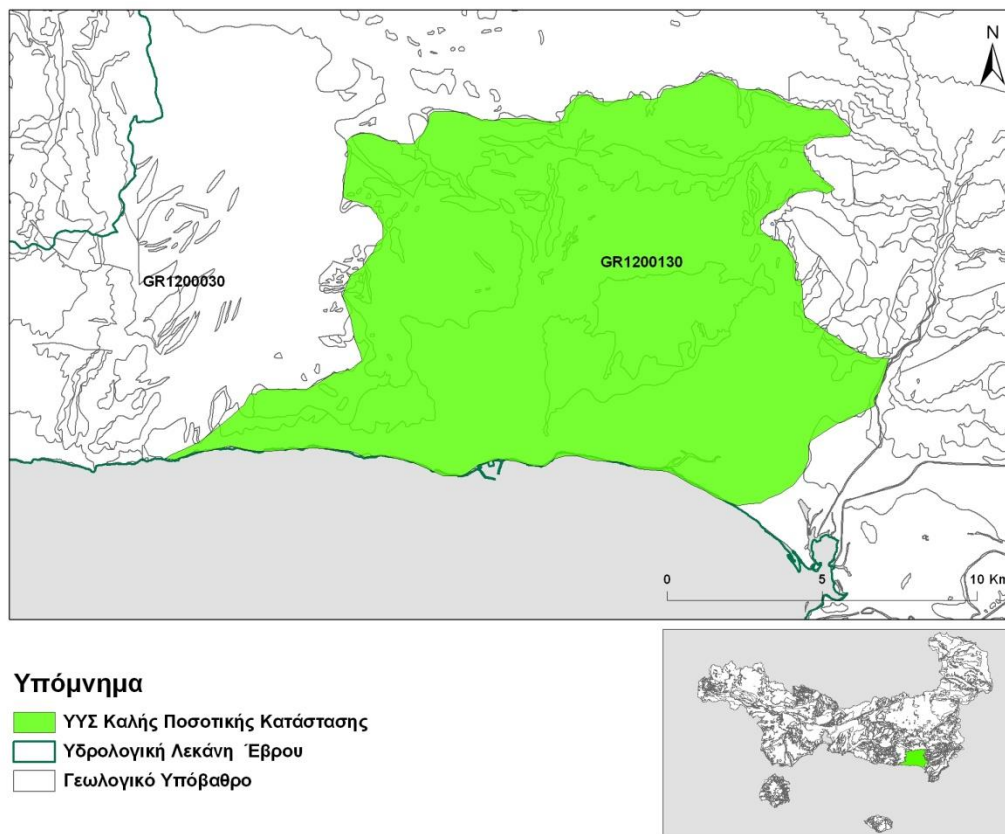 N
GR1200130
GR1200030
0 5 10 Km
Υπόμνημα
ΥΥΣ Καλής Ποσοτικής Κατάστασης
Υδρολογική Λεκάνη Έβρου
Γεωλογικό Υπόβαθρο